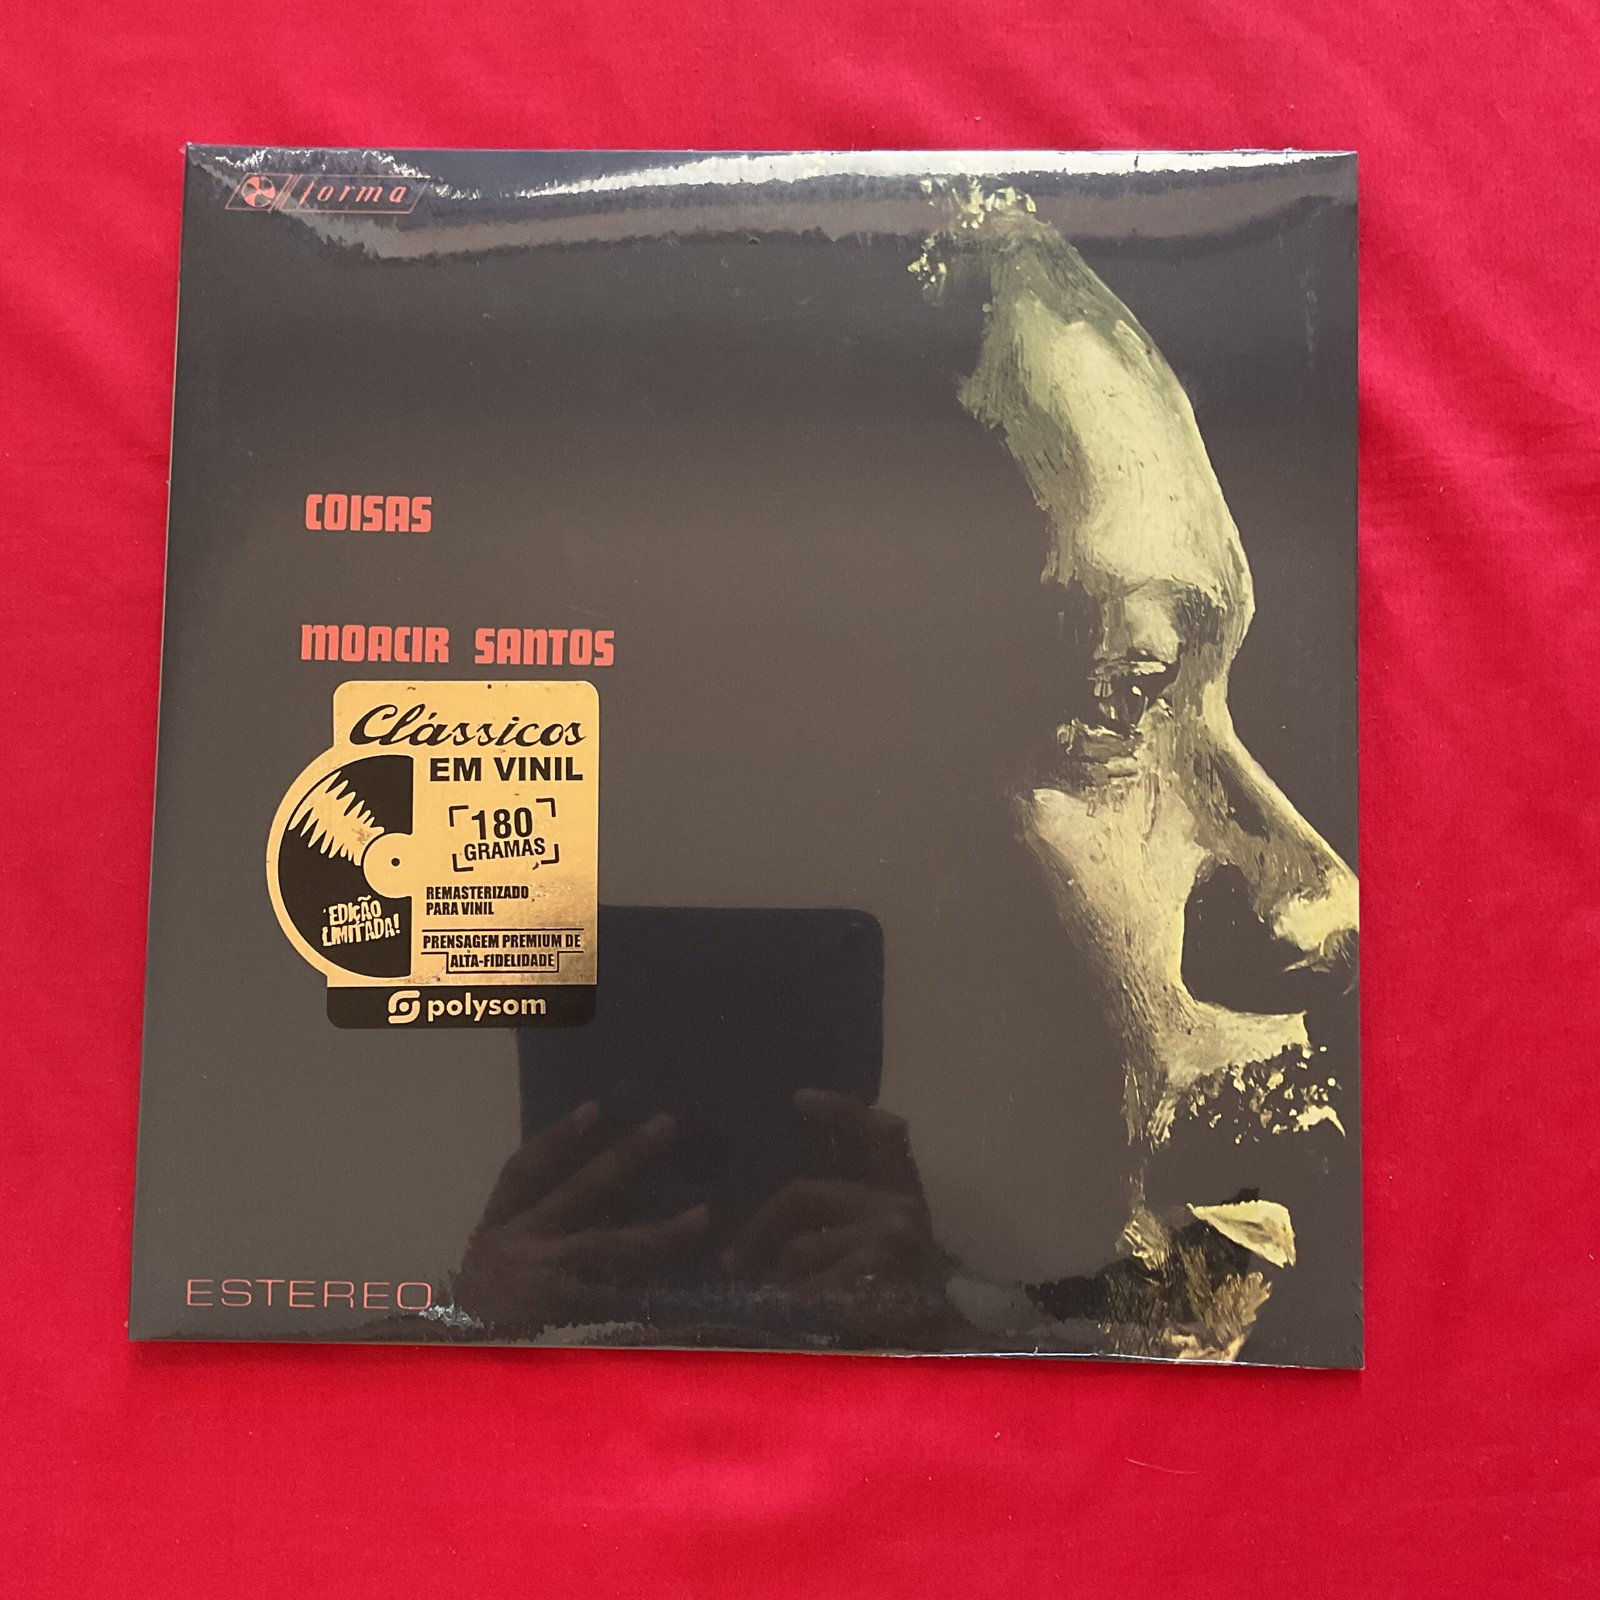 forma
COISAS
MOACIR SANTOS
Clássicos
EM VINIL
180
GRAMAS
REMASTERIZADO
PARA VINIL
EDIÇÃO
LIMITADA!
PRENSAGEM PREMIUM DE
ALTA-FIDELIDADE
polysom
ESTEREO